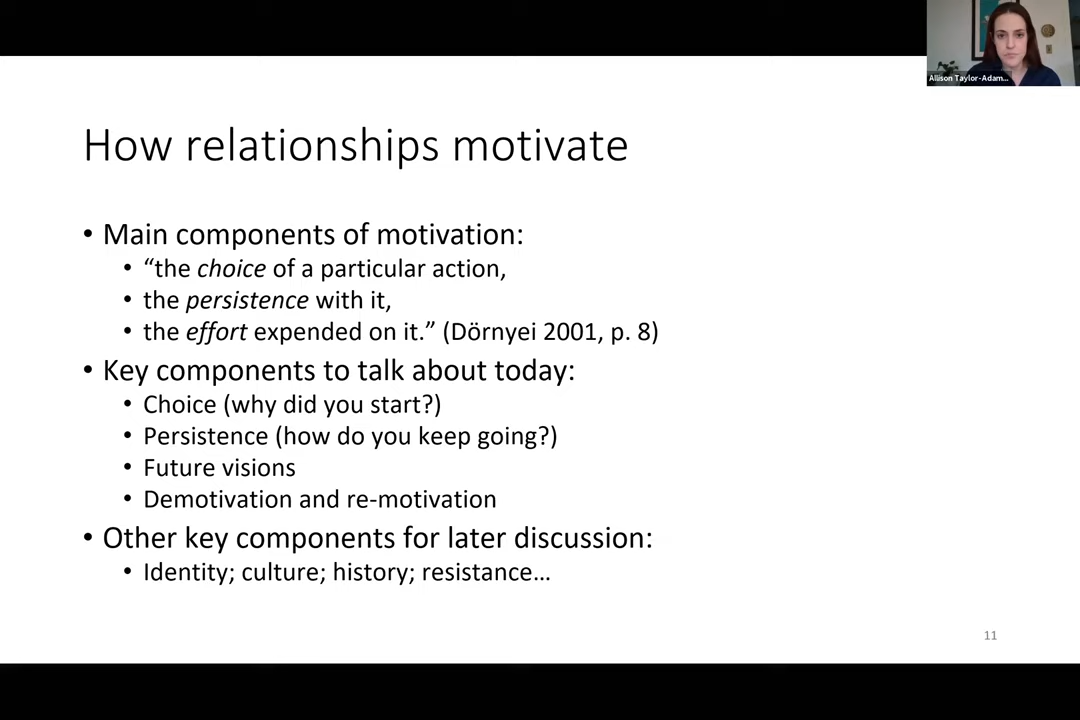 Allison Taylor-Adam...
How relationships motivate
• Main components of motivation:
• “the choice of a particular action,
• the persistence with it,
• the effort expended on it.” (Dörnyei 2001, p. 8)
• Key components to talk about today:
• Choice (why did you start?)
• Persistence (how do you keep going?)
• Future visions
• Demotivation and re-motivation
• Other key components for later discussion:
• Identity; culture; history; resistance…
11